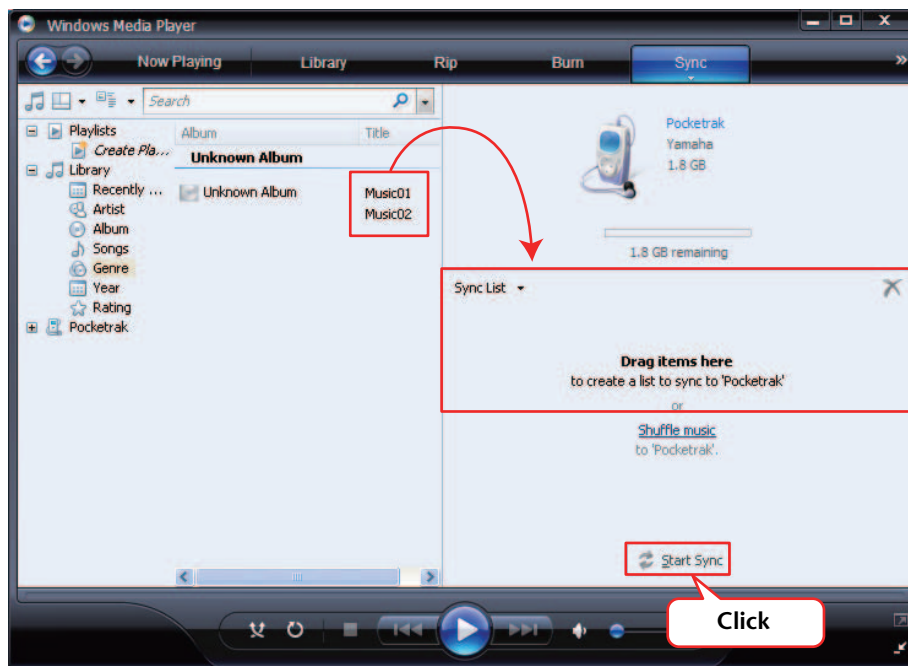 Windows Media Player
Now Playing Library Rip Burn Sync »
Search
Playlists
Create Pla...
Library
Recently ...
Artist
Album
Songs
Genre
Year
Rating
Pocketrak
Album Title
Unknown Album
Unknown Album Music01
Music02
Pocketrak
Yamaha
1.8 GB
1.8 GB remaining
Sync List
Drag items here
to create a list to sync to 'Pocketrak'
or
Shuffle music
to 'Pocketrak'.
Start Sync
Click